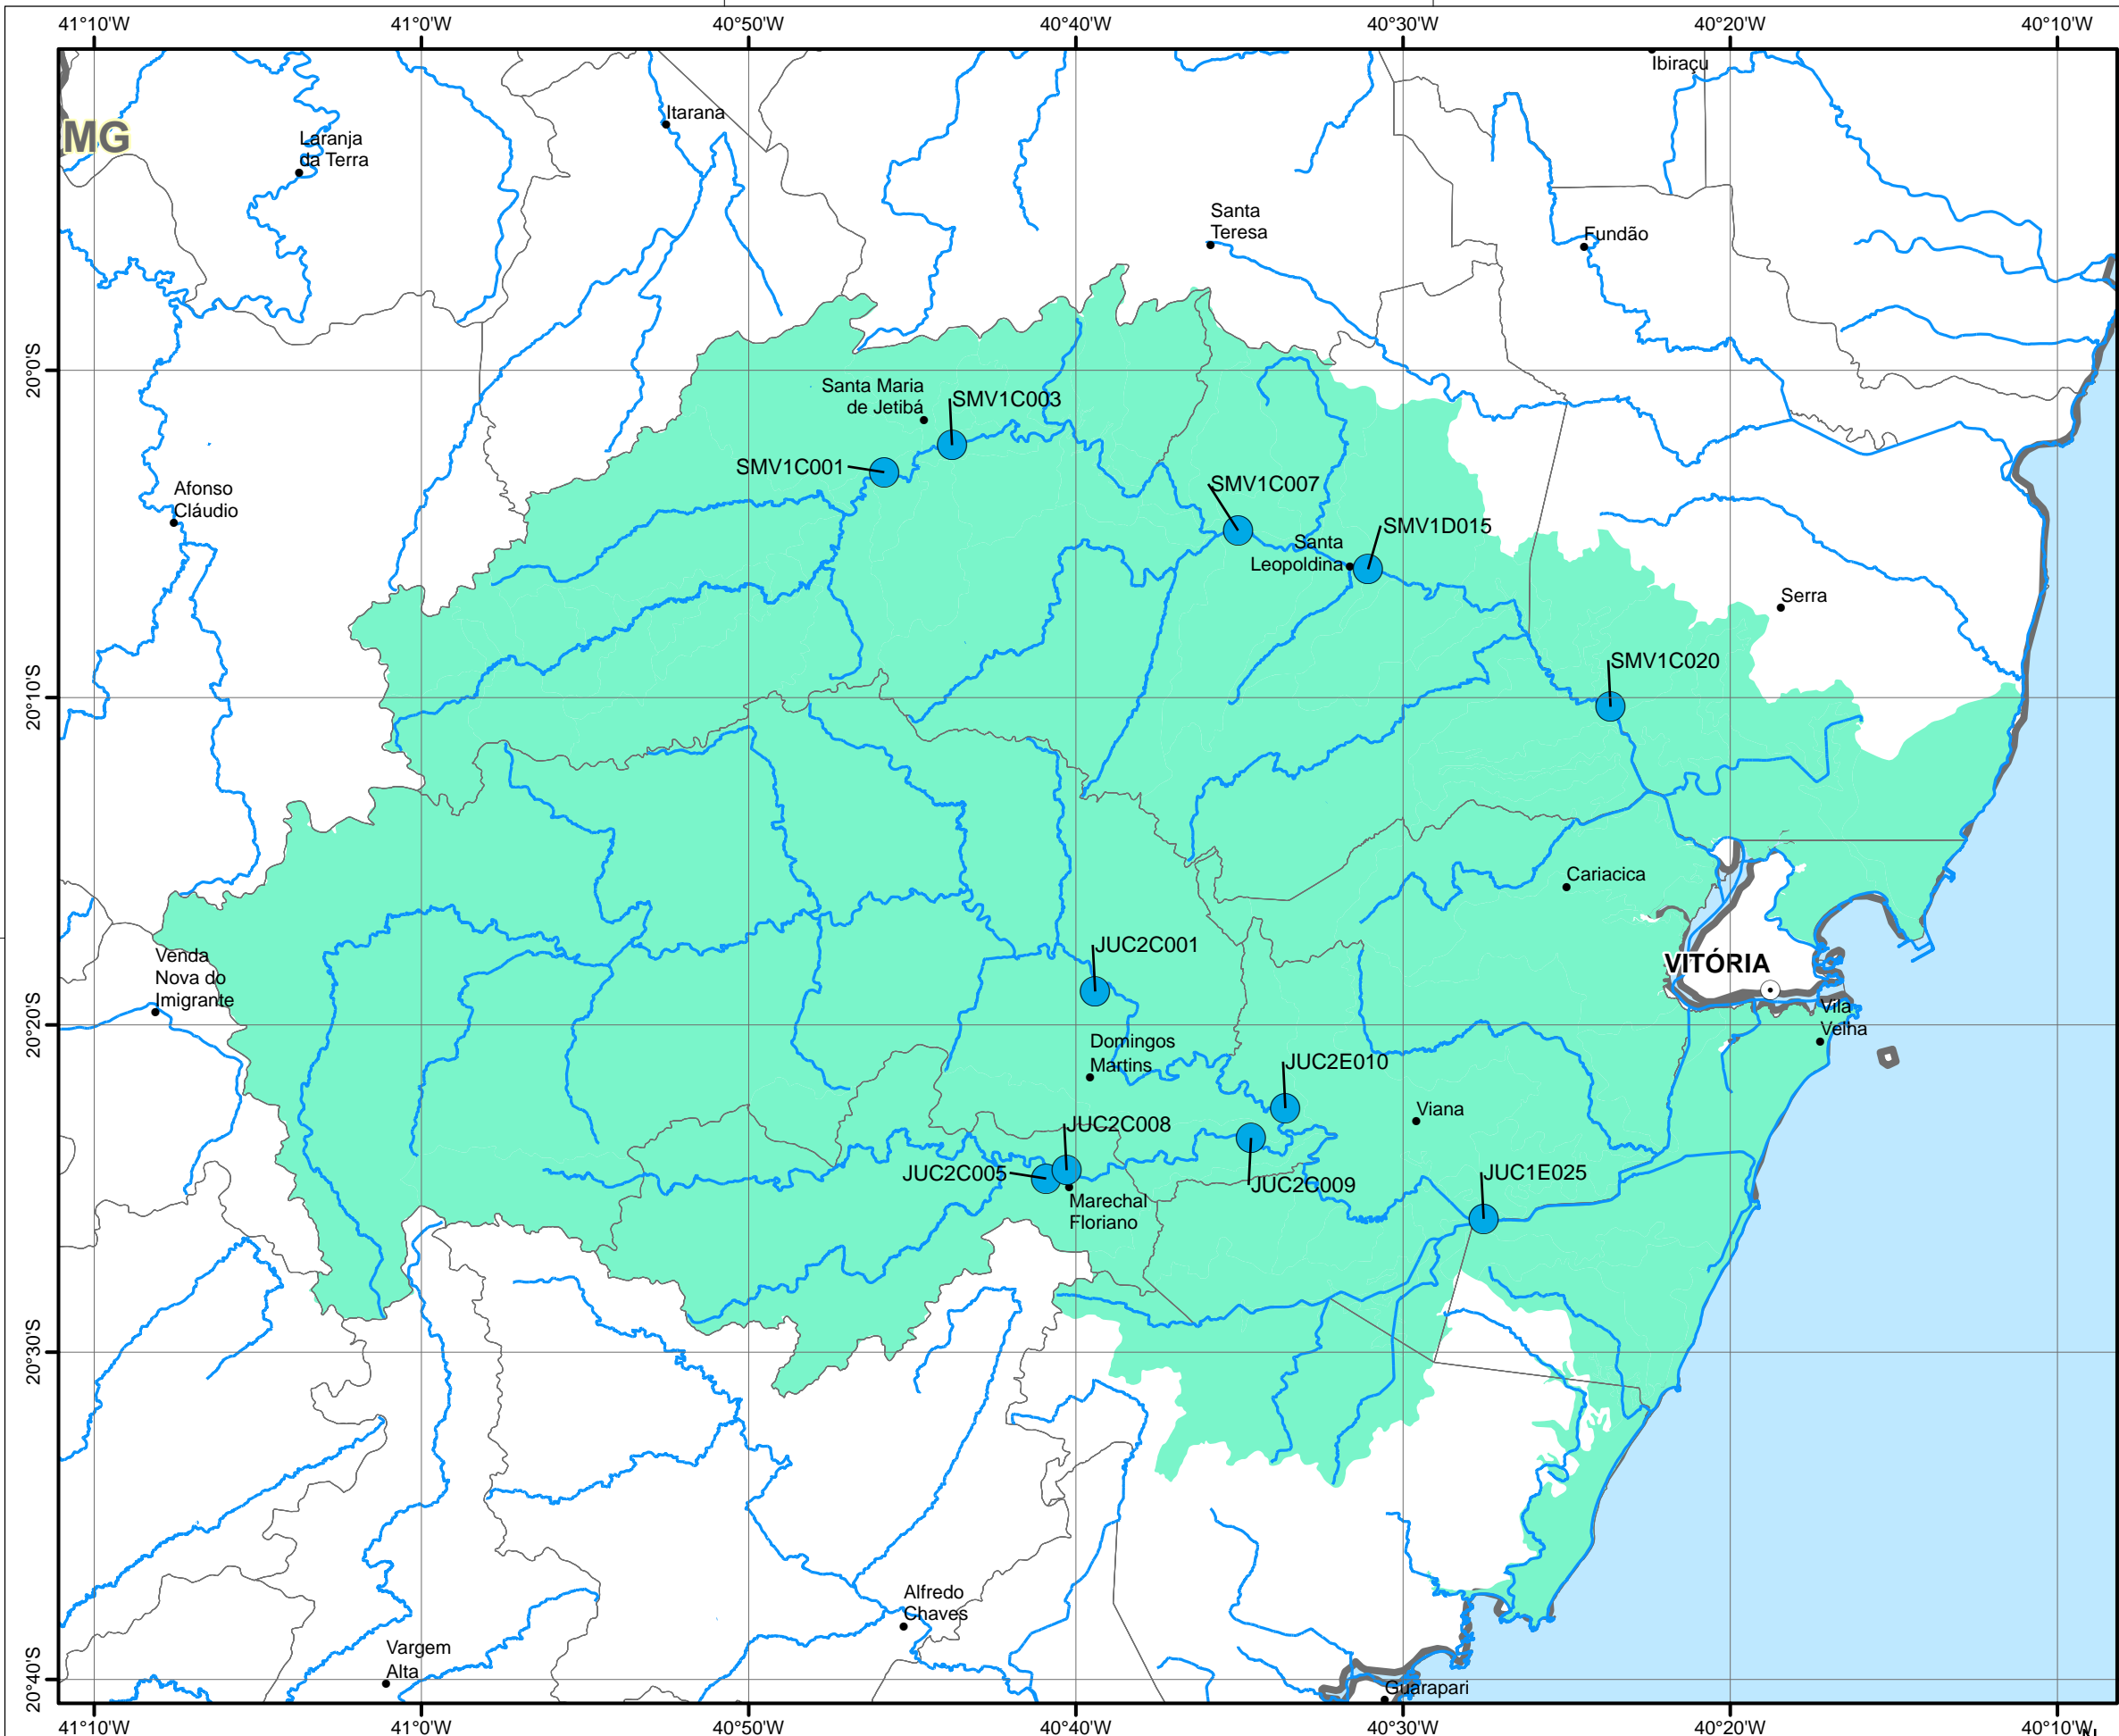 41°10'W
41°0'W
40°50'W
40°40'W
40°30'W
40°20'W
40°10'W
Ibiraçu
Itarana
MG
Laranja
da Terra
Santa
Teresa
Fundão
20°0'S
Santa Maria
de Jetibá
SMV1C003
SMV1C001
SMV1C007
Afonso
Cláudio
SMV1D015
Santa
Leopoldina
Serra
SMV1C020
20°10'S
Cariacica
JUC2C001
Venda
Nova do
Imigrante
VITÓRIA
Vila
Velha
20°20'S
Domingos
Martins
JUC2E010
Viana
JUC2C008
JUC2C005
JUC2C009
JUC1E025
Marechal
Floriano
20°30'S
Alfredo
Chaves
Vargem
Alta
20°40'S
Guarapari
41°10'W
41°0'W
40°50'W
40°40'W
40°30'W
40°20'W
40°10'W